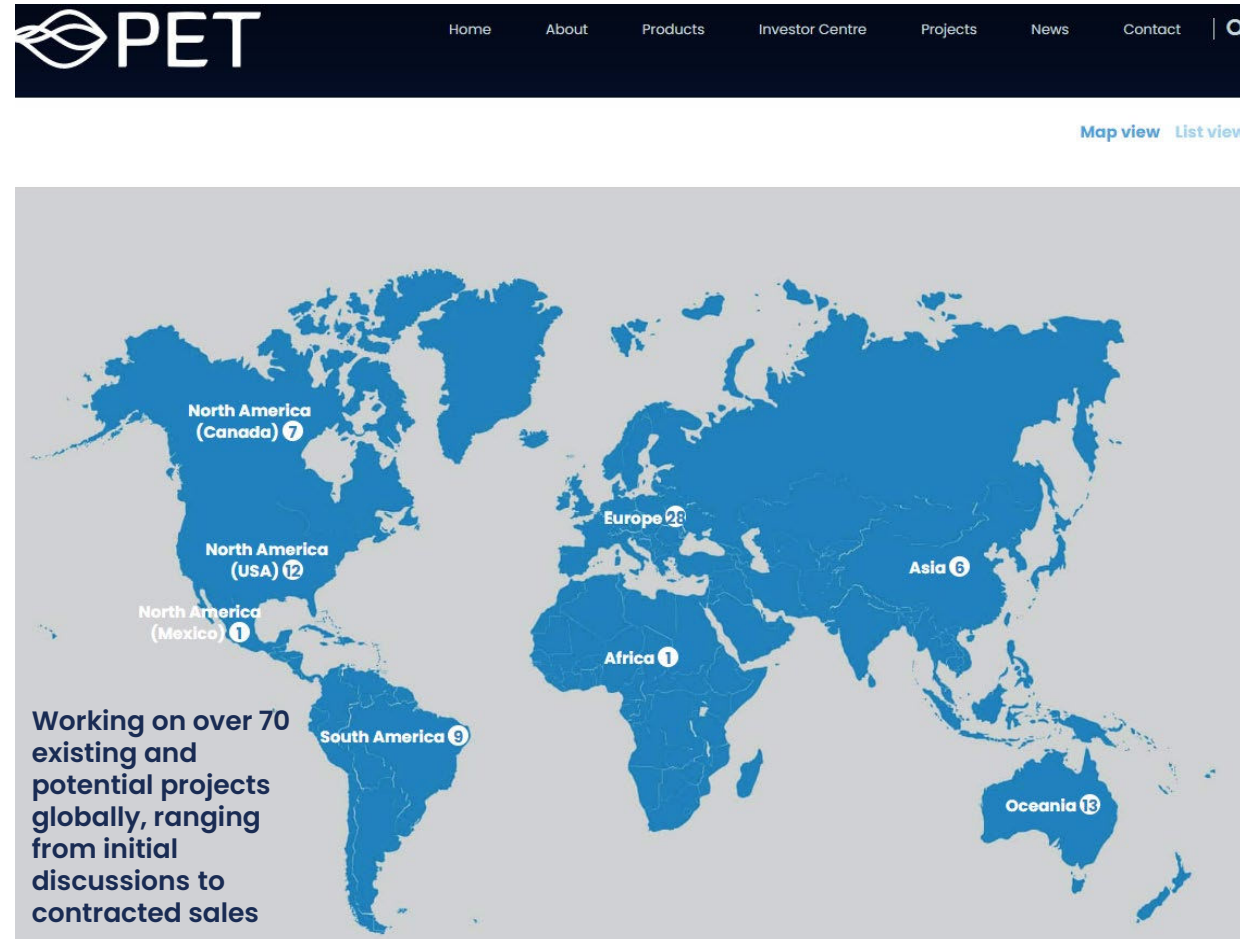 PET
Home About Products Investor Centre Projects News Contact
Map view List view
North America
(Canada) 7
Europe 28
North America
(USA) 12
Asia 6
North America
(Mexico) 1
Africa 1
South America 9
Oceania 13
Working on over 70
existing and
potential projects
globally, ranging
from initial
discussions to
contracted sales